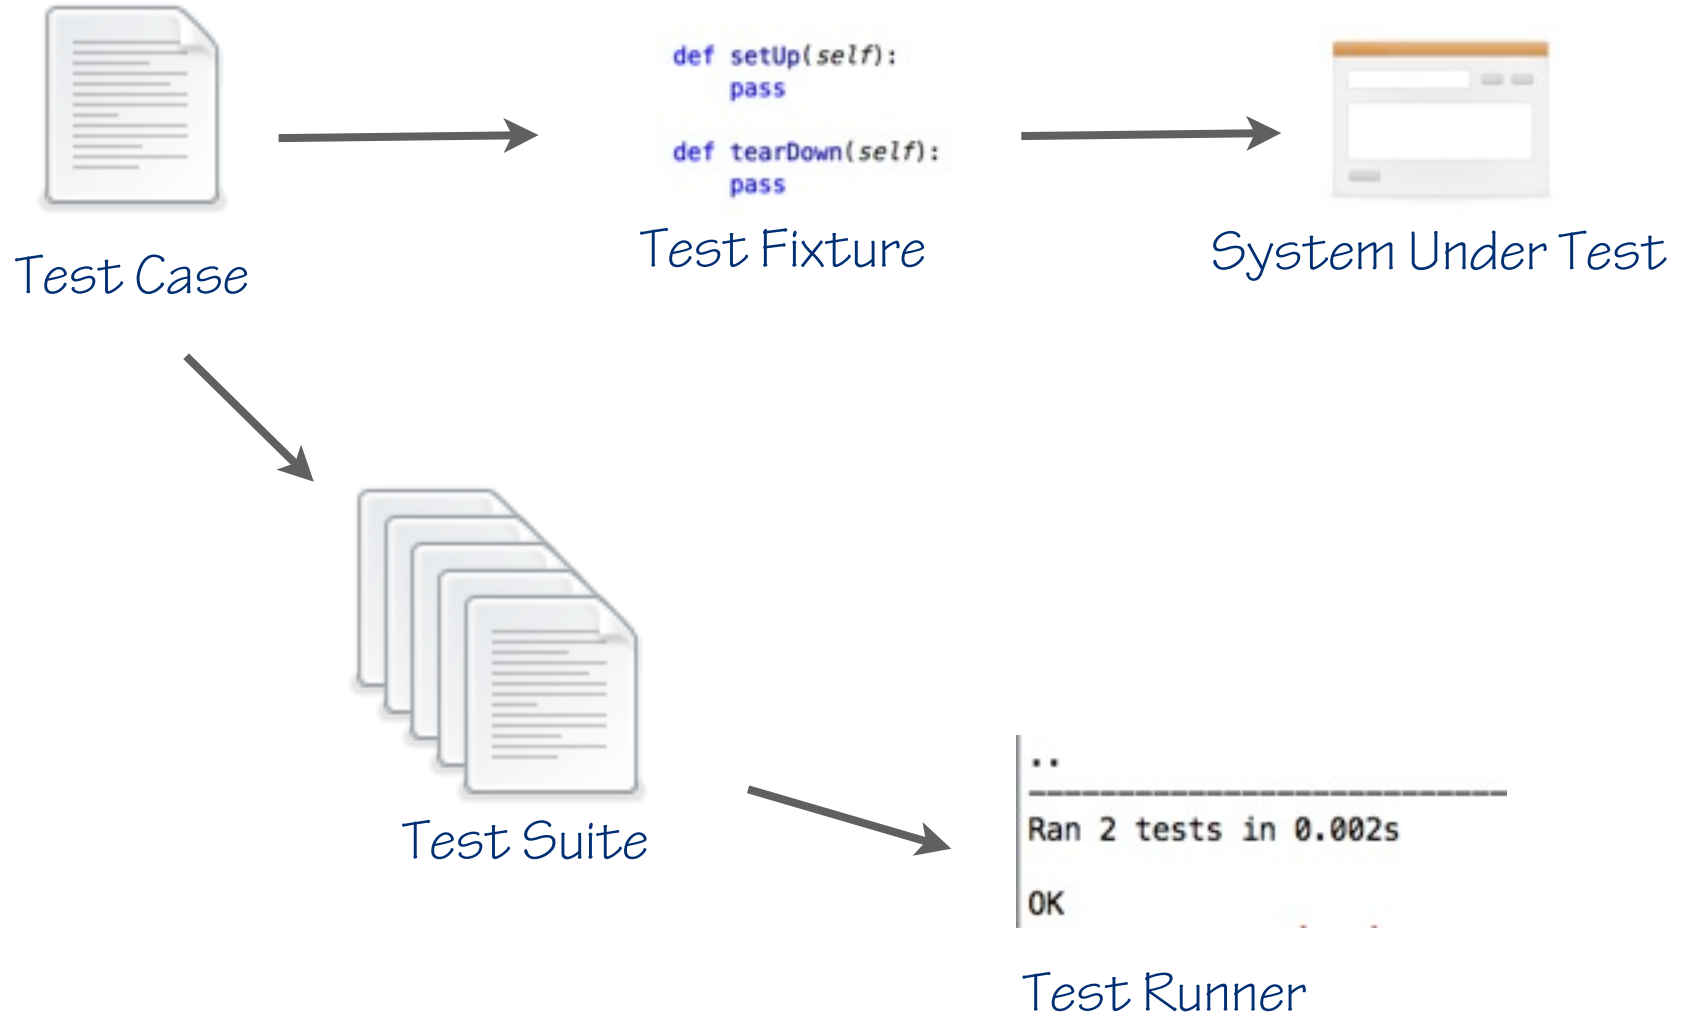 def setUp(self):
    pass
def tearDown(self):
    pass
Test Case
Test Fixture
System Under Test
Test Suite
..
---------------------------
Ran 2 tests in 0.002s
OK
Test Runner